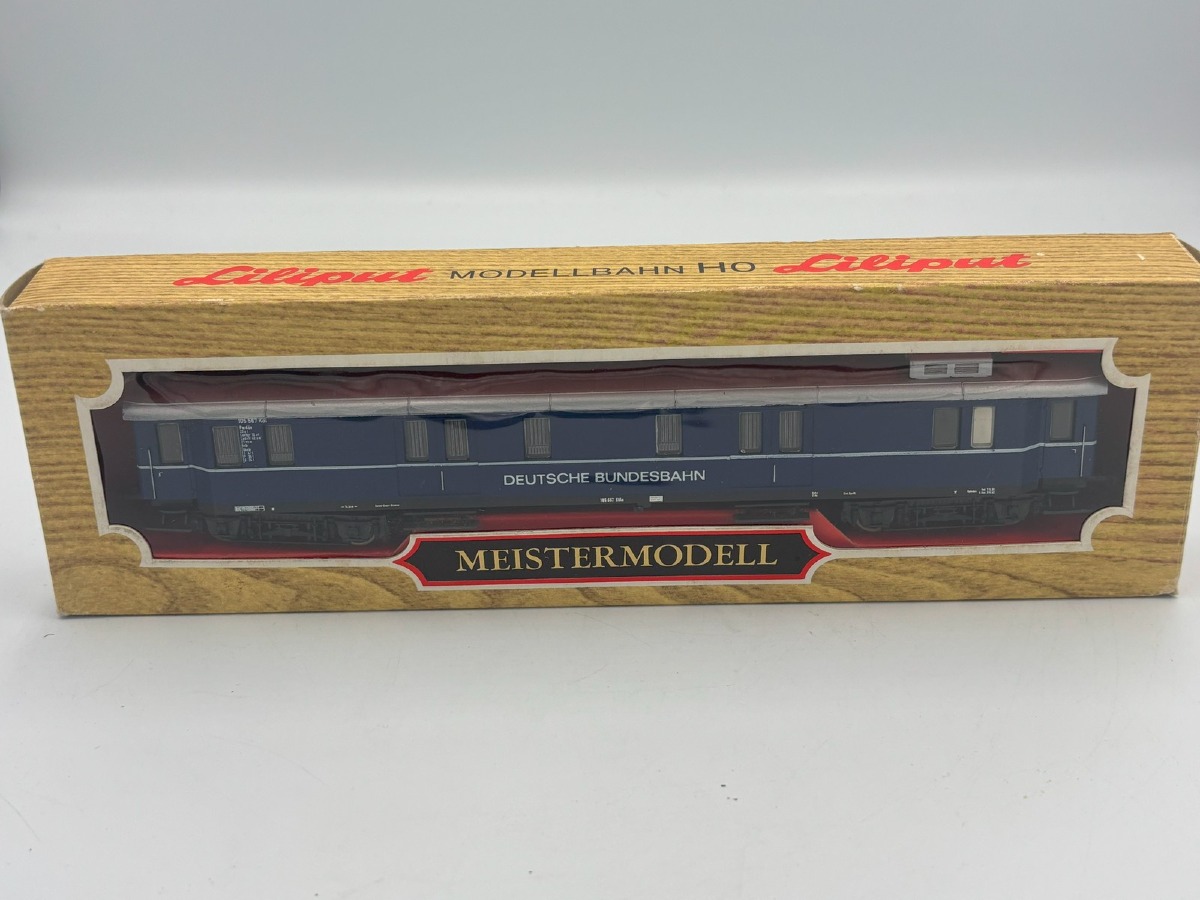 Liliput MODELLBAHN HO Liliput
DEUTSCHE BUNDESBAHN
MEISTERMODELL